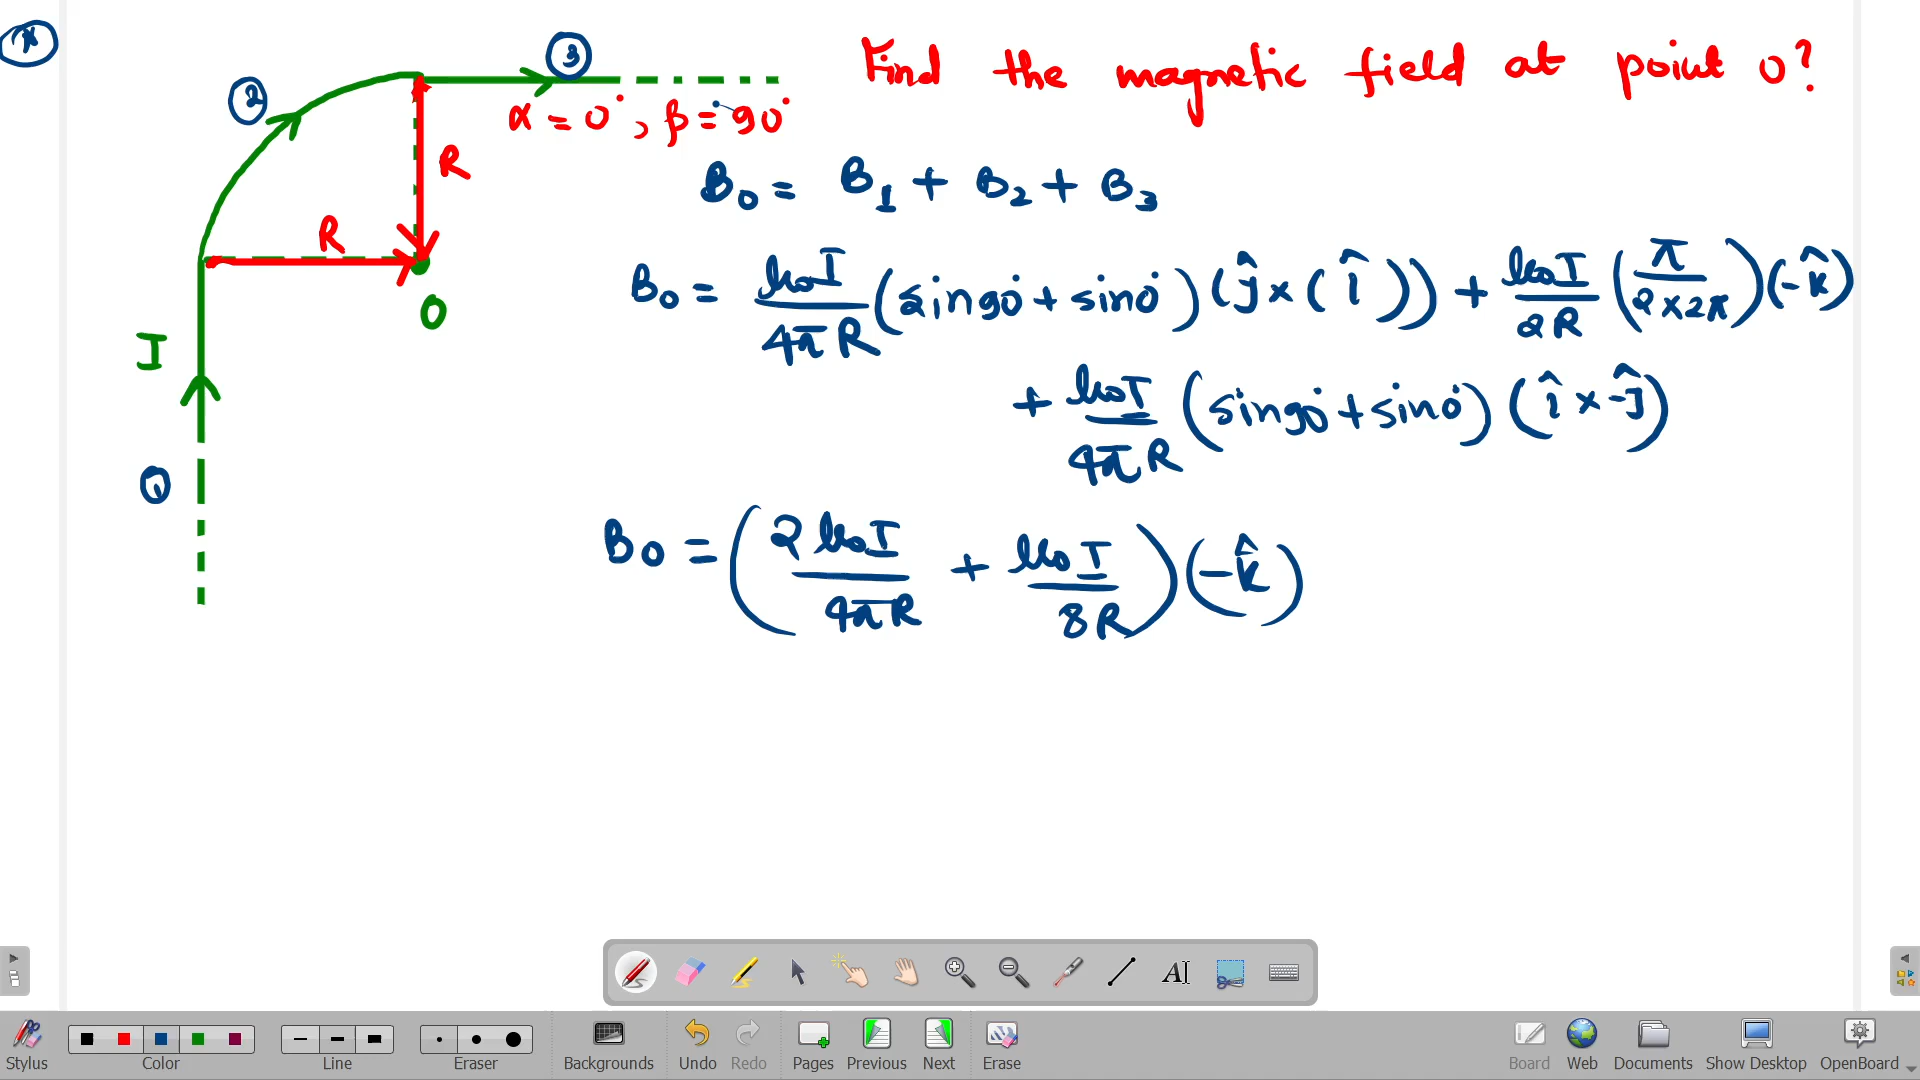 Find the magnetic field at point O?
2
3
α = 0°, β = 90°
R
R
O
I
B₀ = B₁ + B₂ + B₃
B₀ = μ₀I/4πR (sin90° + sin0°) (ĵ × (î)) + μ₀I/2R (π/2×2π) (-k̂)
+ μ₀I/4πR (sin90° + sin0°) (î × -ĵ)
B₀ = (2μ₀I/4πR + μ₀I/8R) (-k̂)
Stylus
Color
Line
Eraser
Backgrounds
Undo
Redo
Pages
Previous
Next
Erase
Board
Web
Documents
Show Desktop
OpenBoard